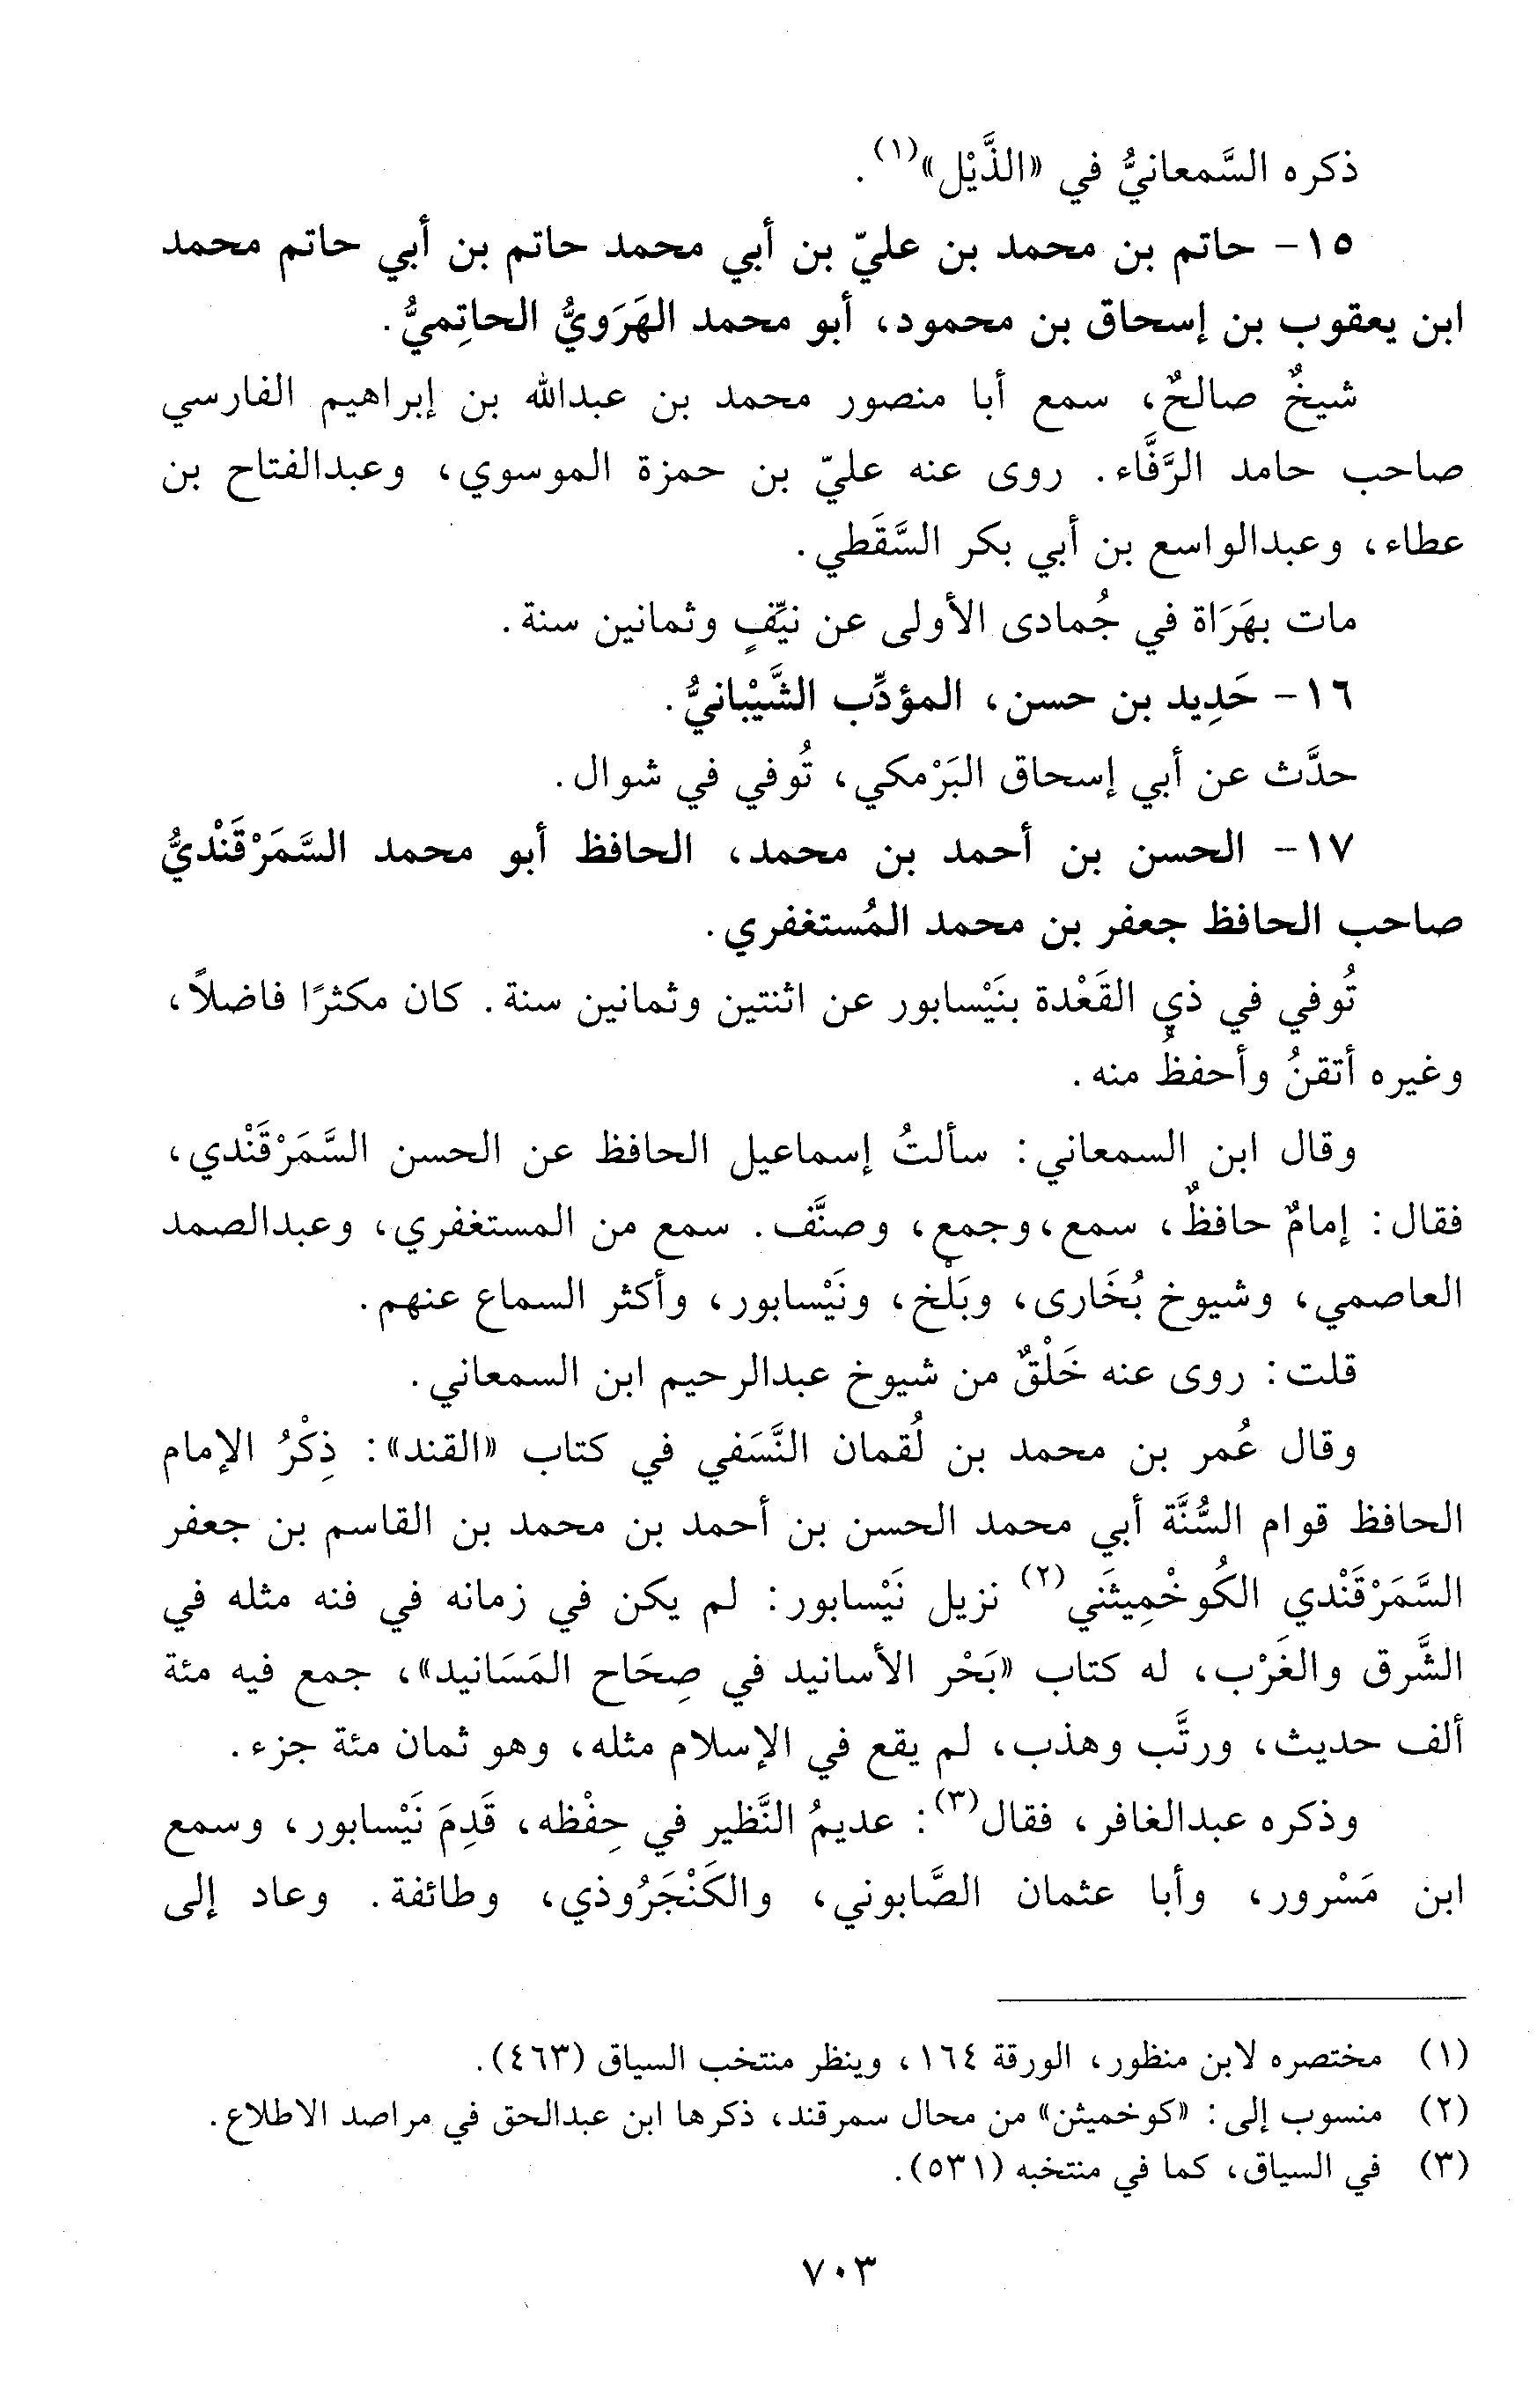 ذكره السَّمعانيُّ في «الذَّيْل»(١).
١٥- حاتم بن محمد بن عليّ بن أبي محمد حاتم بن أبي حاتم محمد
ابن يعقوب بن إسحاق بن محمود، أبو محمد الهَرَويُّ الحاتِميُّ.
شيخٌ صالحٌ، سمع أبا منصور محمد بن عبدالله بن إبراهيم الفارسي
صاحب حامد الرَّفَّاء. روى عنه عليّ بن حمزة الموسوي، وعبدالفتاح بن
عطاء، وعبدالواسع بن أبي بكر السَّقَطي.
مات بهَرَاة في جُمادى الأولى عن نيِّفٍ وثمانين سنة.
١٦- حَدِيد بن حسن، المؤدِّب الشَّيْبانيُّ.
حدَّث عن أبي إسحاق البَرْمكي، تُوفي في شوال.
١٧- الحسن بن أحمد بن محمد، الحافظ أبو محمد السَّمَرْقَنْديُّ
صاحب الحافظ جعفر بن محمد المُستغفري.
تُوفي في ذي القَعْدة بنَيْسابور عن اثنتين وثمانين سنة. كان مكثرًا فاضلاً،
وغيره أتقنُ وأحفظُ منه.
وقال ابن السمعاني: سألتُ إسماعيل الحافظ عن الحسن السَّمَرْقَنْدي،
فقال: إمامٌ حافظٌ، سمع،وجمع، وصنَّف. سمع من المستغفري، وعبدالصمد
العاصمي، وشيوخ بُخَارى، وبَلْخ، ونَيْسابور، وأكثر السماع عنهم.
قلت: روى عنه خَلْقٌ من شيوخ عبدالرحيم ابن السمعاني.
وقال عُمر بن محمد بن لُقمان النَّسَفي في كتاب «القند»: ذِكْرُ الإمام
الحافظ قوام السُّنَّة أبي محمد الحسن بن أحمد بن محمد بن القاسم بن جعفر
السَّمَرْقَنْدي الكُوخْمِيثَني(٢) نزيل نَيْسابور: لم يكن في زمانه في فنه مثله في
الشَّرق والغَرْب، له كتاب «بَحْر الأسانيد في صِحَاح المَسَانيد»، جمع فيه مئة
ألف حديث، ورتَّب وهذب، لم يقع في الإسلام مثله، وهو ثمان مئة جزء.
وذكره عبدالغافر، فقال(٣): عديمُ النَّظير في حِفْظه، قَدِمَ نَيْسابور، وسمع
ابن مَسْرور، وأبا عثمان الصَّابوني، والكَنْجَرُوذي، وطائفة. وعاد إلى
(١) مختصره لابن منظور، الورقة ١٦٤، وينظر منتخب السياق (٤٦٣).
(٢) منسوب إلى: «كوخميثن» من محال سمرقند، ذكرها ابن عبدالحق في مراصد الاطلاع.
(٣) في السياق، كما في منتخبه (٥٣١).
٧٠٣